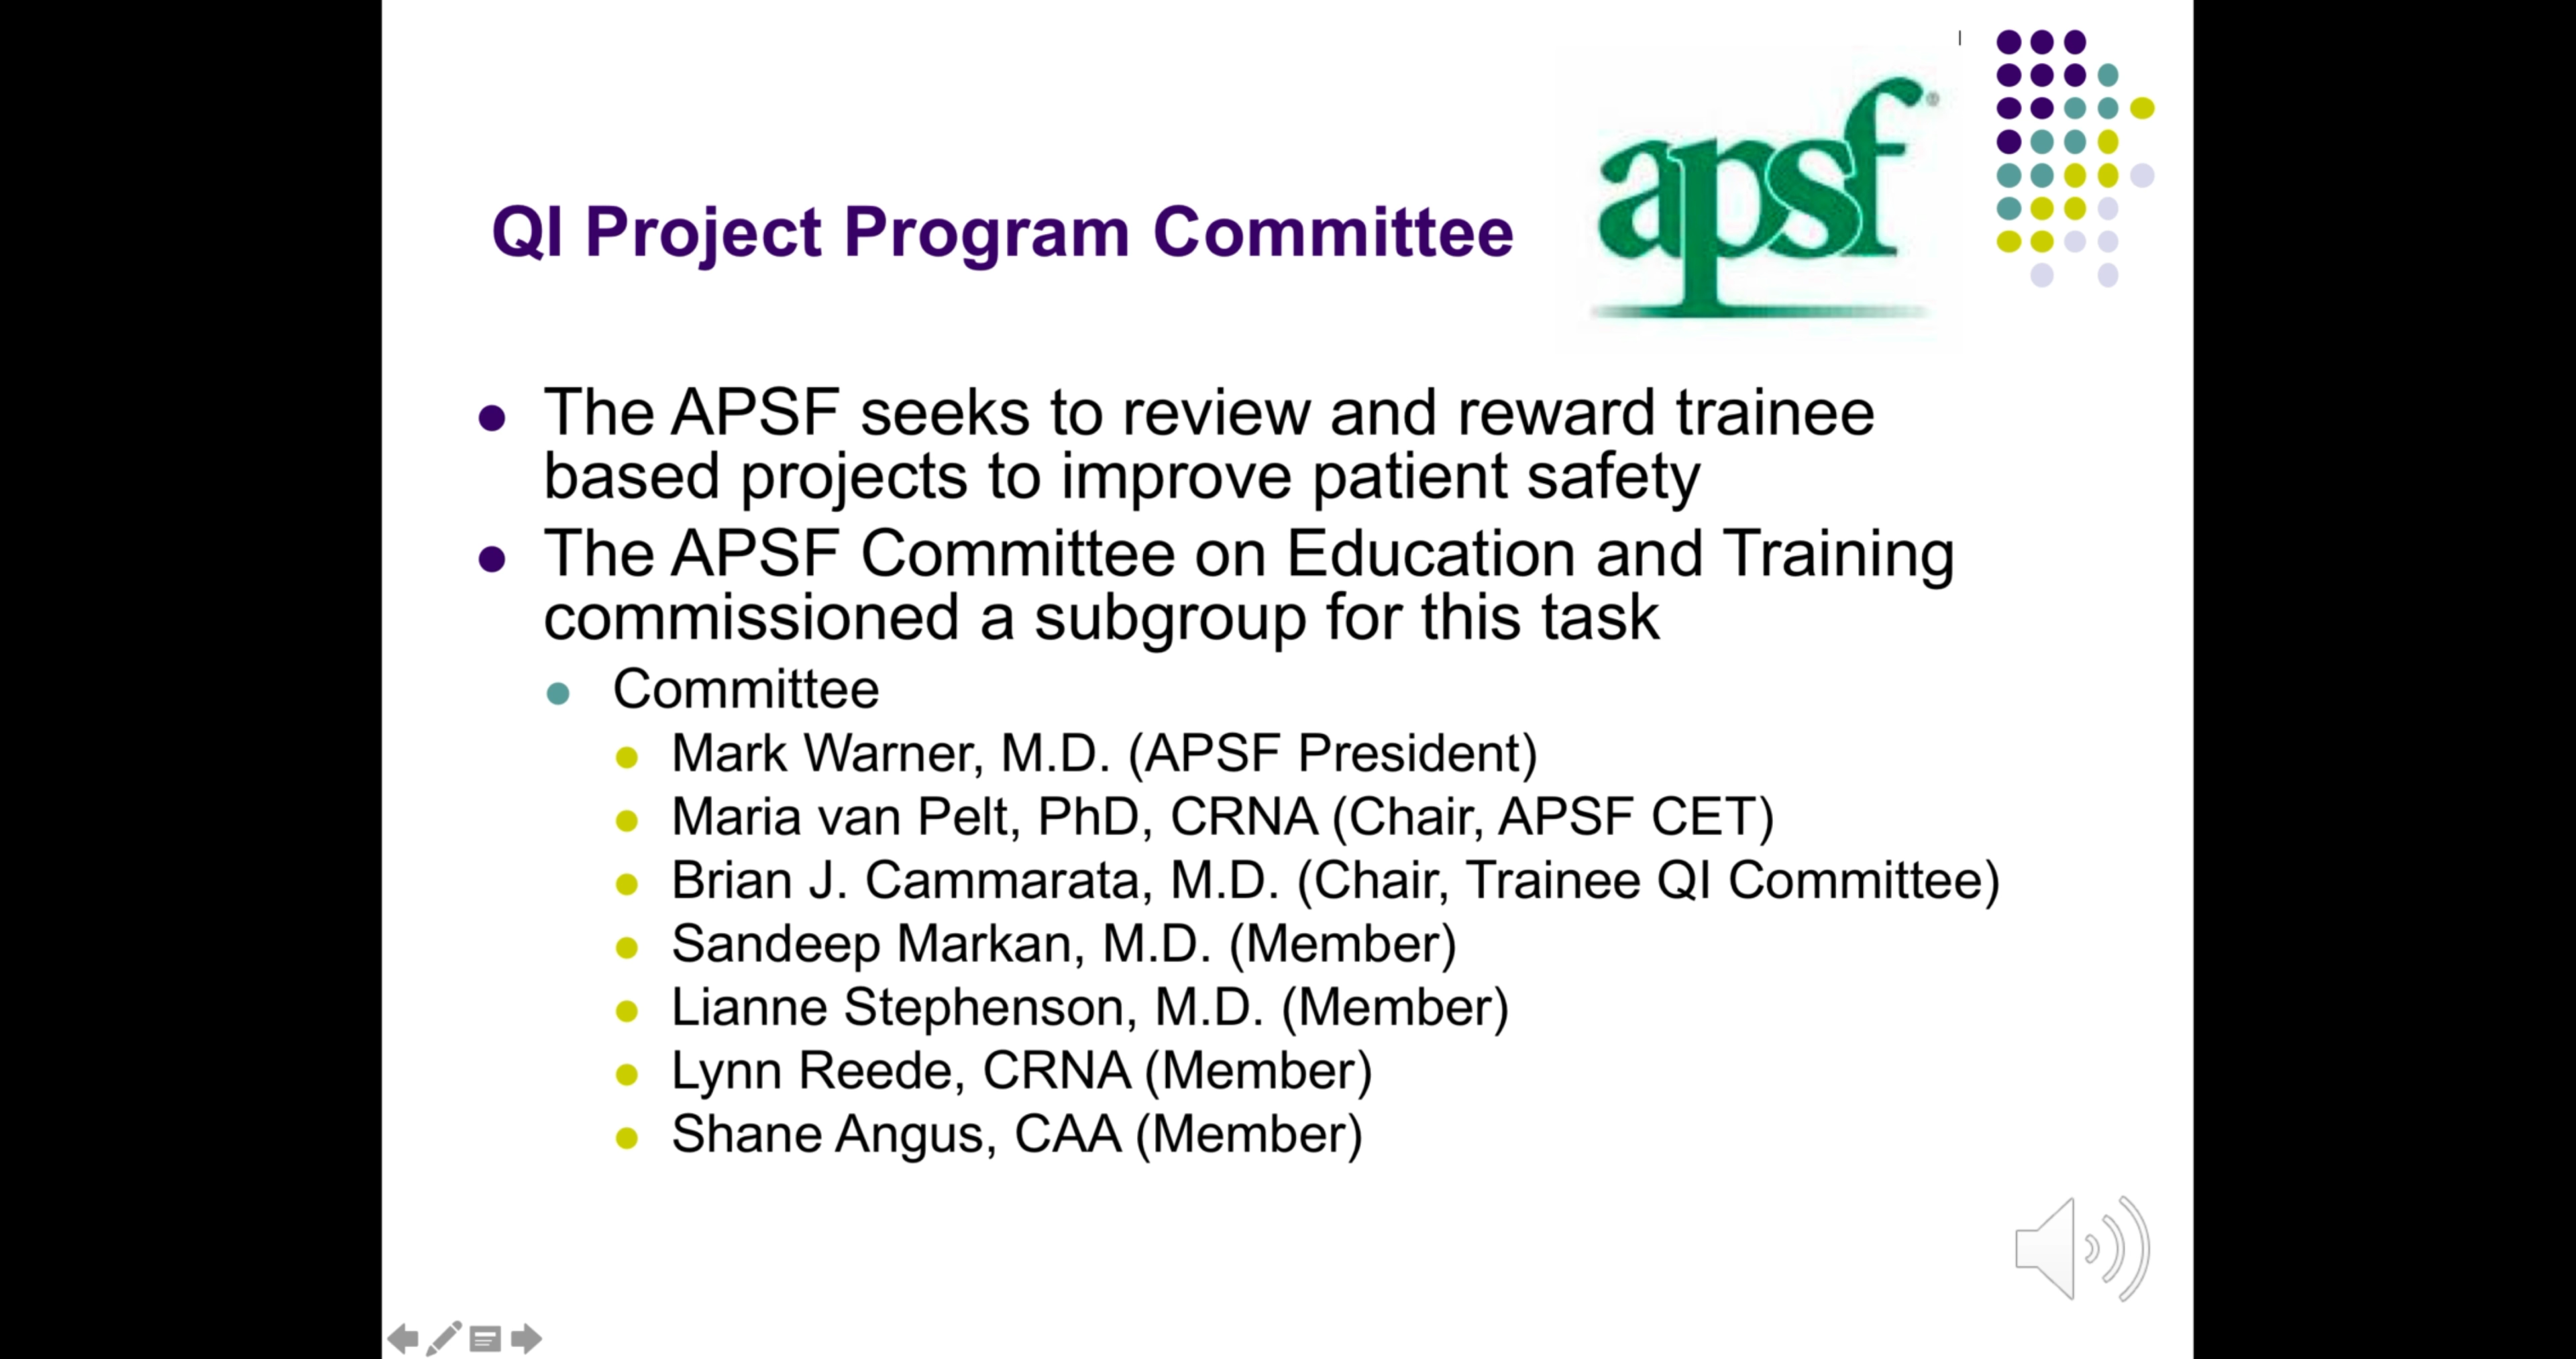 apsf®
QI Project Program Committee
The APSF seeks to review and reward trainee
based projects to improve patient safety
The APSF Committee on Education and Training
commissioned a subgroup for this task
Committee
Mark Warner, M.D. (APSF President)
Maria van Pelt, PhD, CRNA (Chair, APSF CET)
Brian J. Cammarata, M.D. (Chair, Trainee QI Committee)
Sandeep Markan, M.D. (Member)
Lianne Stephenson, M.D. (Member)
Lynn Reede, CRNA (Member)
Shane Angus, CAA (Member)